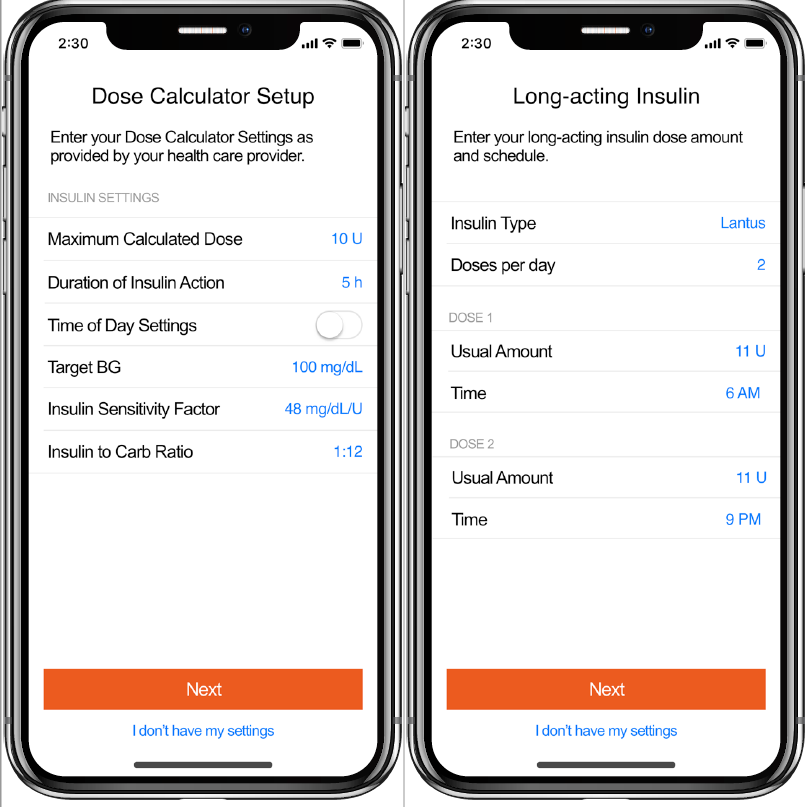 2:30
Dose Calculator Setup
Enter your Dose Calculator Settings as
provided by your health care provider.
INSULIN SETTINGS
Maximum Calculated Dose 10 U
Duration of Insulin Action 5 h
Time of Day Settings
Target BG 100 mg/dL
Insulin Sensitivity Factor 48 mg/dL/U
Insulin to Carb Ratio 1:12
Next
I don't have my settings
2:30
Long-acting Insulin
Enter your long-acting insulin dose amount
and schedule.
Insulin Type Lantus
Doses per day 2
DOSE 1
Usual Amount 11 U
Time 6 AM
DOSE 2
Usual Amount 11 U
Time 9 PM
Next
I don't have my settings